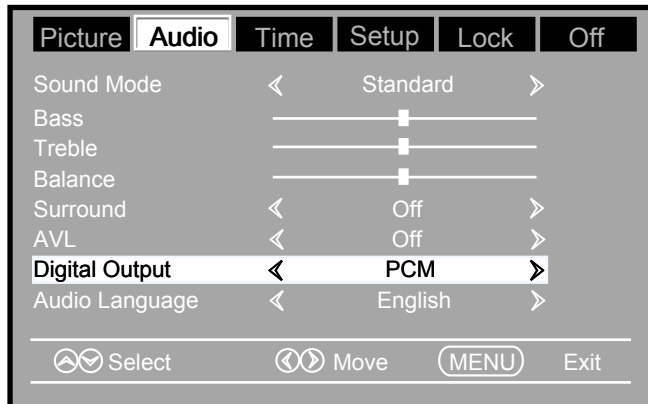 Picture Audio Time Setup Lock Off
Sound Mode Standard
Bass
Treble
Balance
Surround Off
AVL Off
Digital Output PCM
Audio Language English
Select Move MENU Exit